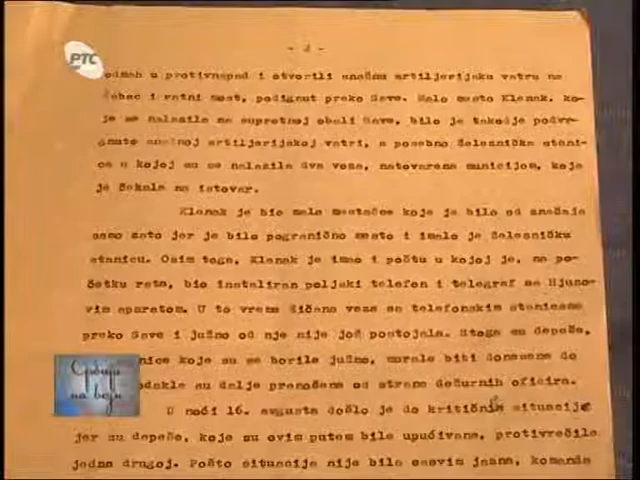 РТС
- 2 -
odmah u protivnapad i otvorili snažnu artiljerijsku vatru na
Šabac i ratni most, podignut preko Save. Malo mesto Klenak, ko-
je se nalazilo na suprotnoj obali Save, bilo je takodje podvr-
gnuto snažnoj artiljerijskoj vatri, a posebno železnička stani-
ca u kojoj su se nalazila dva voza, natovarena municijom, koja
je čekala na istovar.
Klenak je bio malo mestašce koje je bilo od značaja
samo zato jer je bilo pogranično mesto i imalo je železničku
stanicu. Osim toga, Klenak je imao i poštu u kojoj je, na po-
četku rata, bio instaliran poljski telefon i telegraf sa Hjuso-
vim aparatom. U to vreme žičana veza sa telefonskim stanicama
preko Save i južno od nje nije još postojala. Stoga su depeše,
nice koje su se borile južno, morale biti donesene do
odakle su dalje prenošene od strane dežurnih oficira.
U noći 16. avgusta došlo je do kritičnih situacija
jer su depeše, koje su ovim putem bile upućivane, protivrečile
jedna drugoj. Pošto situacija nije bila sasvim jasna, komanda
Србија
на вези